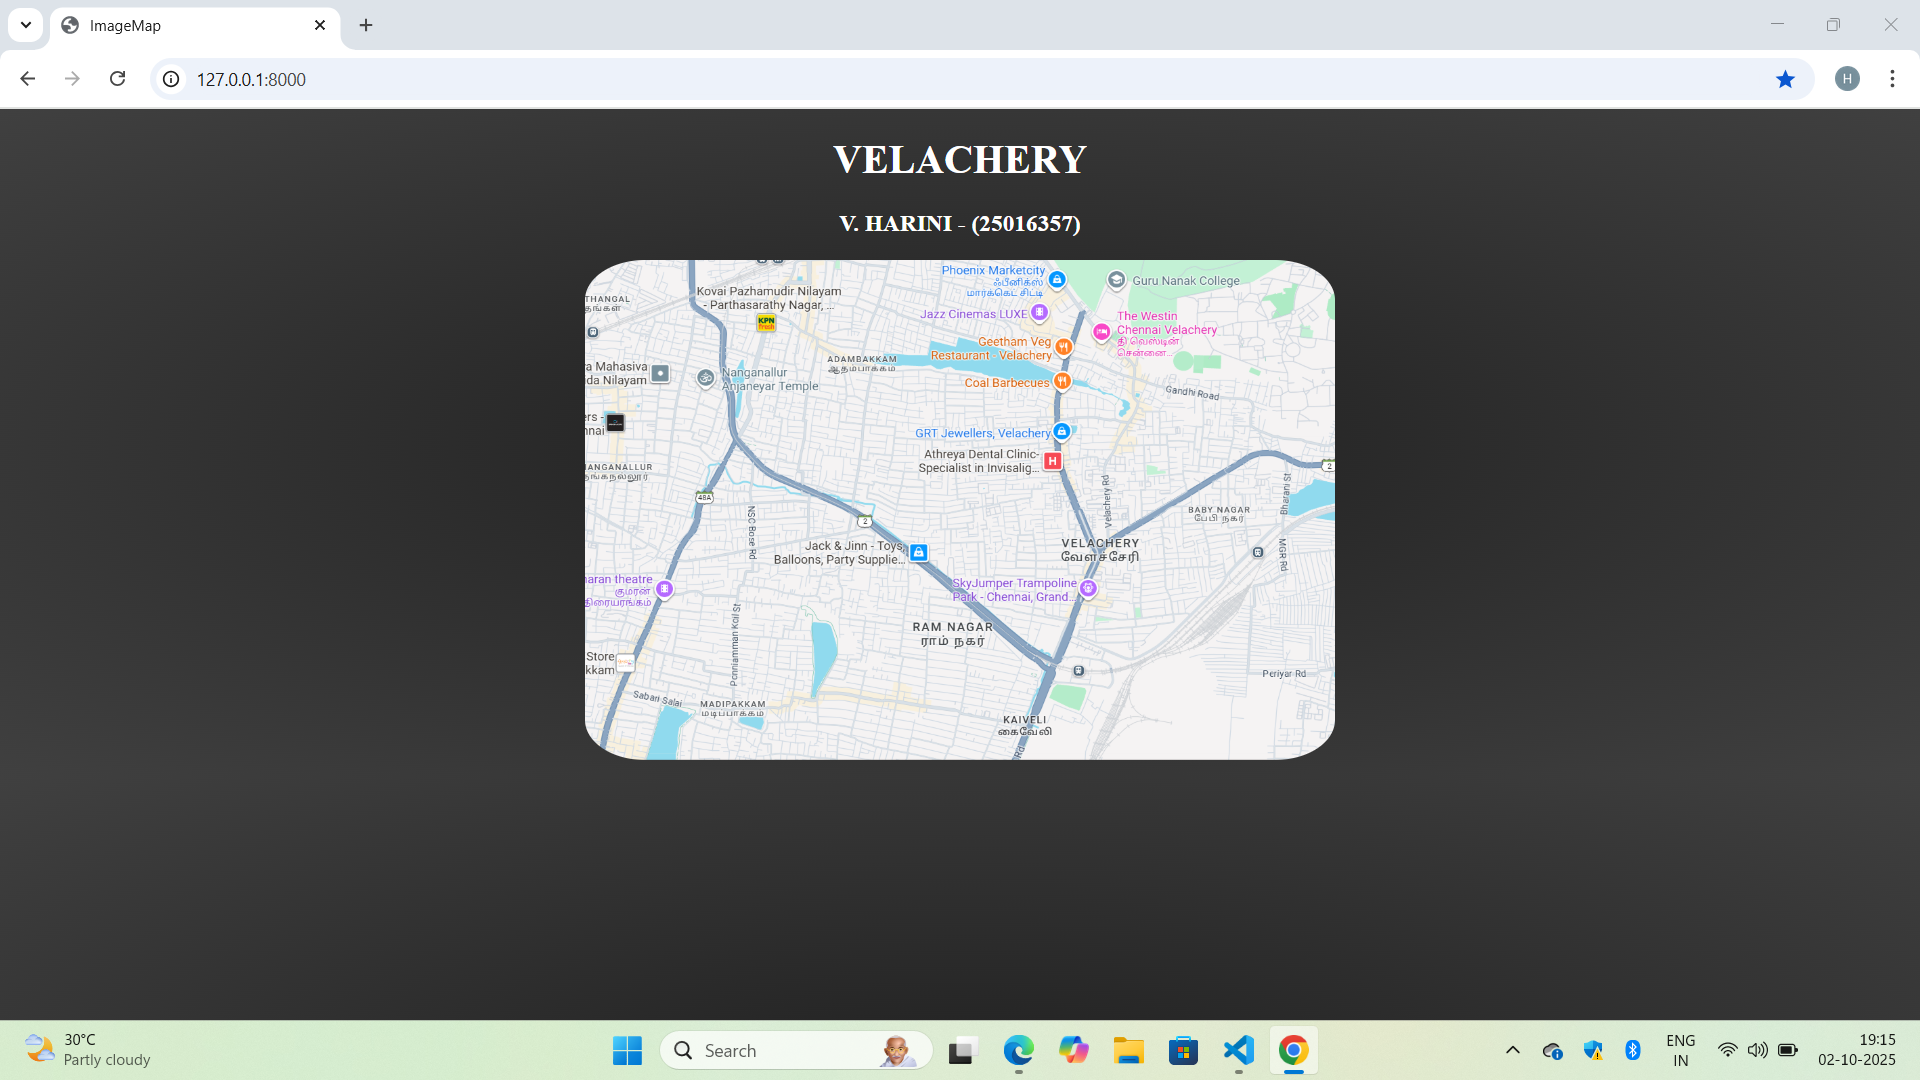 ImageMap
127.0.0.1:8000
H
VELACHERY
V. HARINI - (25016357)
Phoenix Marketcity
ஃபீனிக்ஸ்
மார்க்கெட் சிட்டி
Guru Nanak College
Kovai Pazhamudir Nilayam
- Parthasarathy Nagar, ...
KPN
fresh
THANGAL
Jazz Cinemas LUXE
The Westin
Chennai Velachery
தி வெஸ்டின்
சென்னை...
Geetham Veg
Restaurant - Velachery
ADAMBAKKAM
ஆதம்பாக்கம்
a Mahasiva
da Nilayam
Nanganallur
Anjaneyar Temple
Coal Barbecues
Gandhi Road
ers -
nnai
GRT Jewellers, Velachery
Athreya Dental Clinic-
Specialist in Invisalig...
H
2
ANGANALLUR
48A
Velachery Rd
Bharani St
NSC Bose Rd
2
BABY NAGAR
பேபி நகர்
VELACHERY
வேளச்சேரி
Jack & Jinn - Toys,
Balloons, Party Supplie...
MGR Rd
haran theatre
குமரன்
திரையரங்கம்
SkyJumper Trampoline
Park - Chennai, Grand...
RAM NAGAR
ராம் நகர்
Ponniamman Koil St
Store
kkam
Periyar Rd
Sabari Salai
MADIPAKKAM
மடிப்பாக்கம்
KAIVELI
கைவேலி
Rd
30°C
Partly cloudy
Search
ENG
IN
19:15
02-10-2025